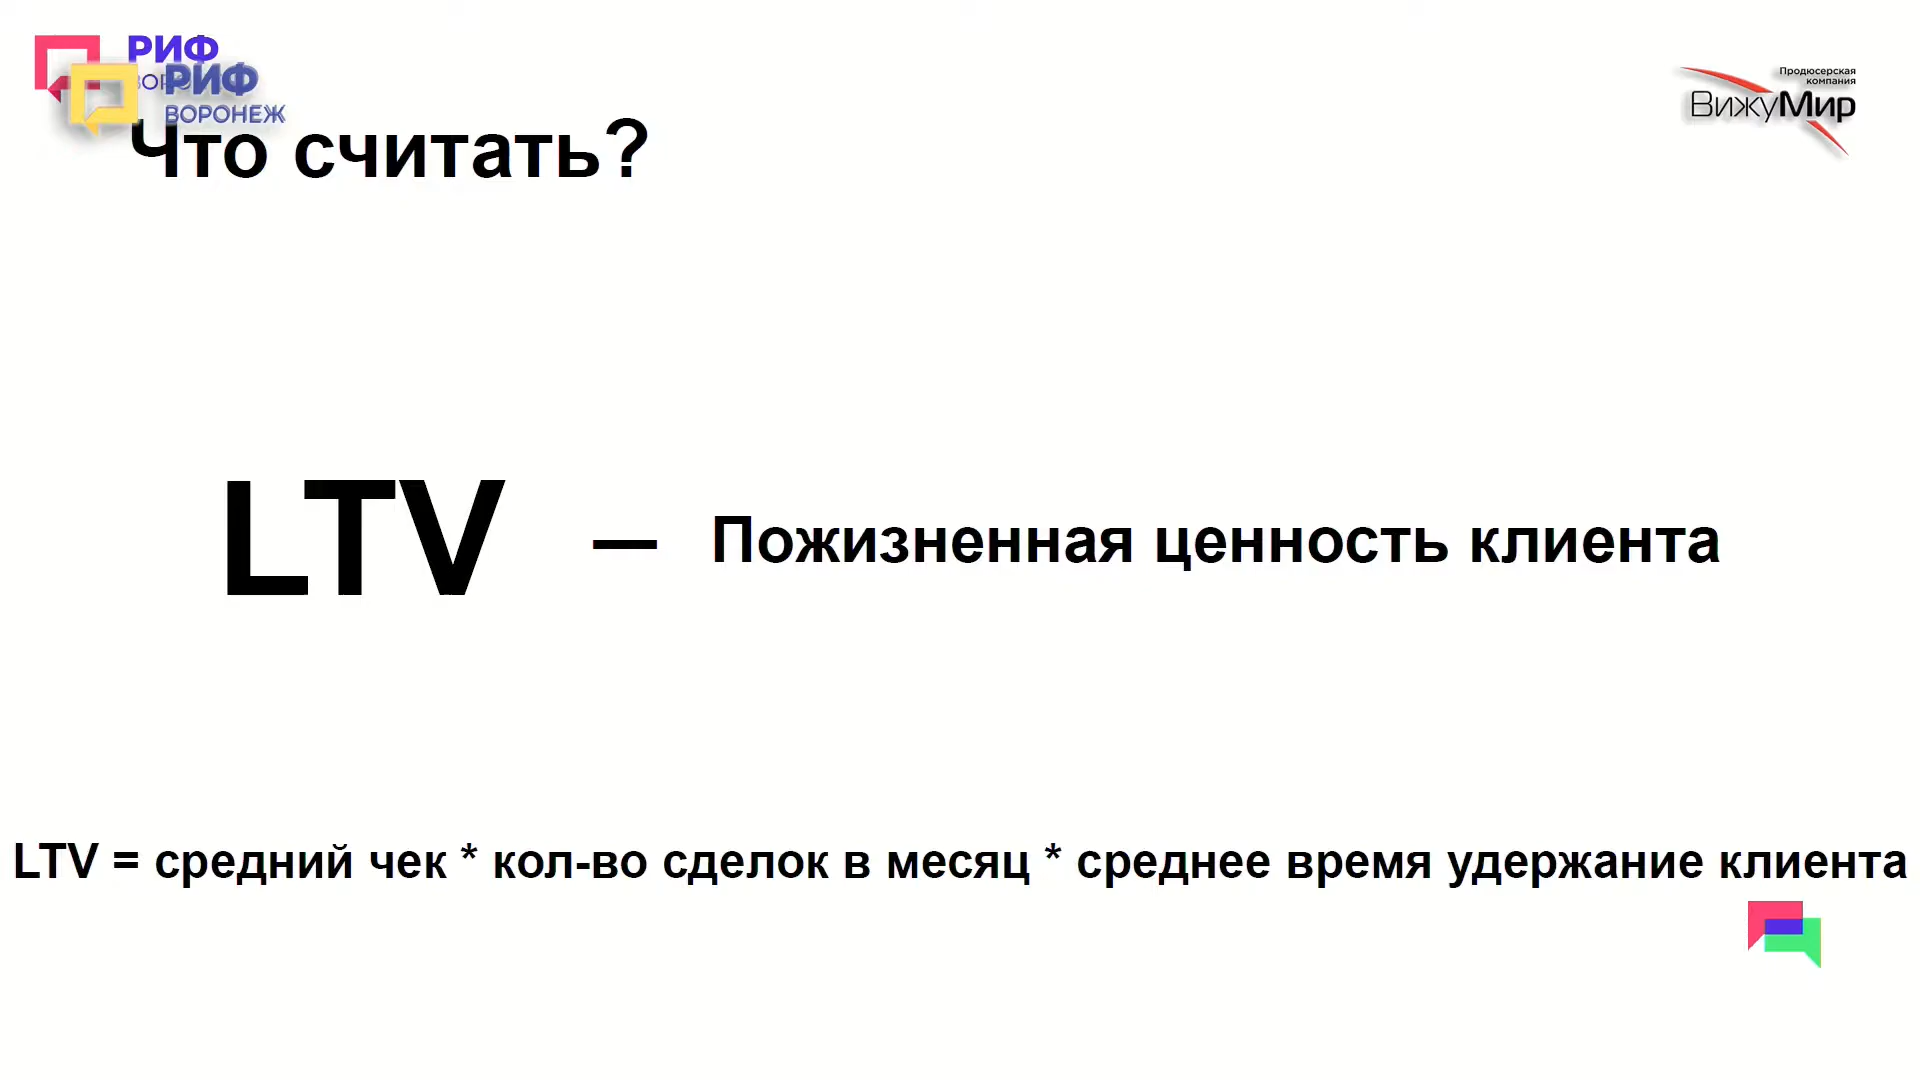 РИФ
РИФ
ВОРОНЕЖ
Продюсерская
компания
ВижуМир
Что считать?
LTV — Пожизненная ценность клиента
LTV = средний чек * кол-во сделок в месяц * среднее время удержание клиента